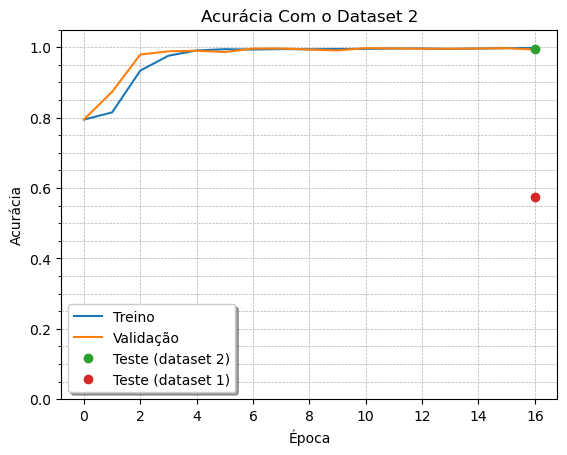 Acurácia Com o Dataset 2
1.0
0.8
0.6
0.4
0.2
0.0
Acurácia
Treino
Validação
Teste (dataset 2)
Teste (dataset 1)
0 2 4 6 8 10 12 14 16
Época